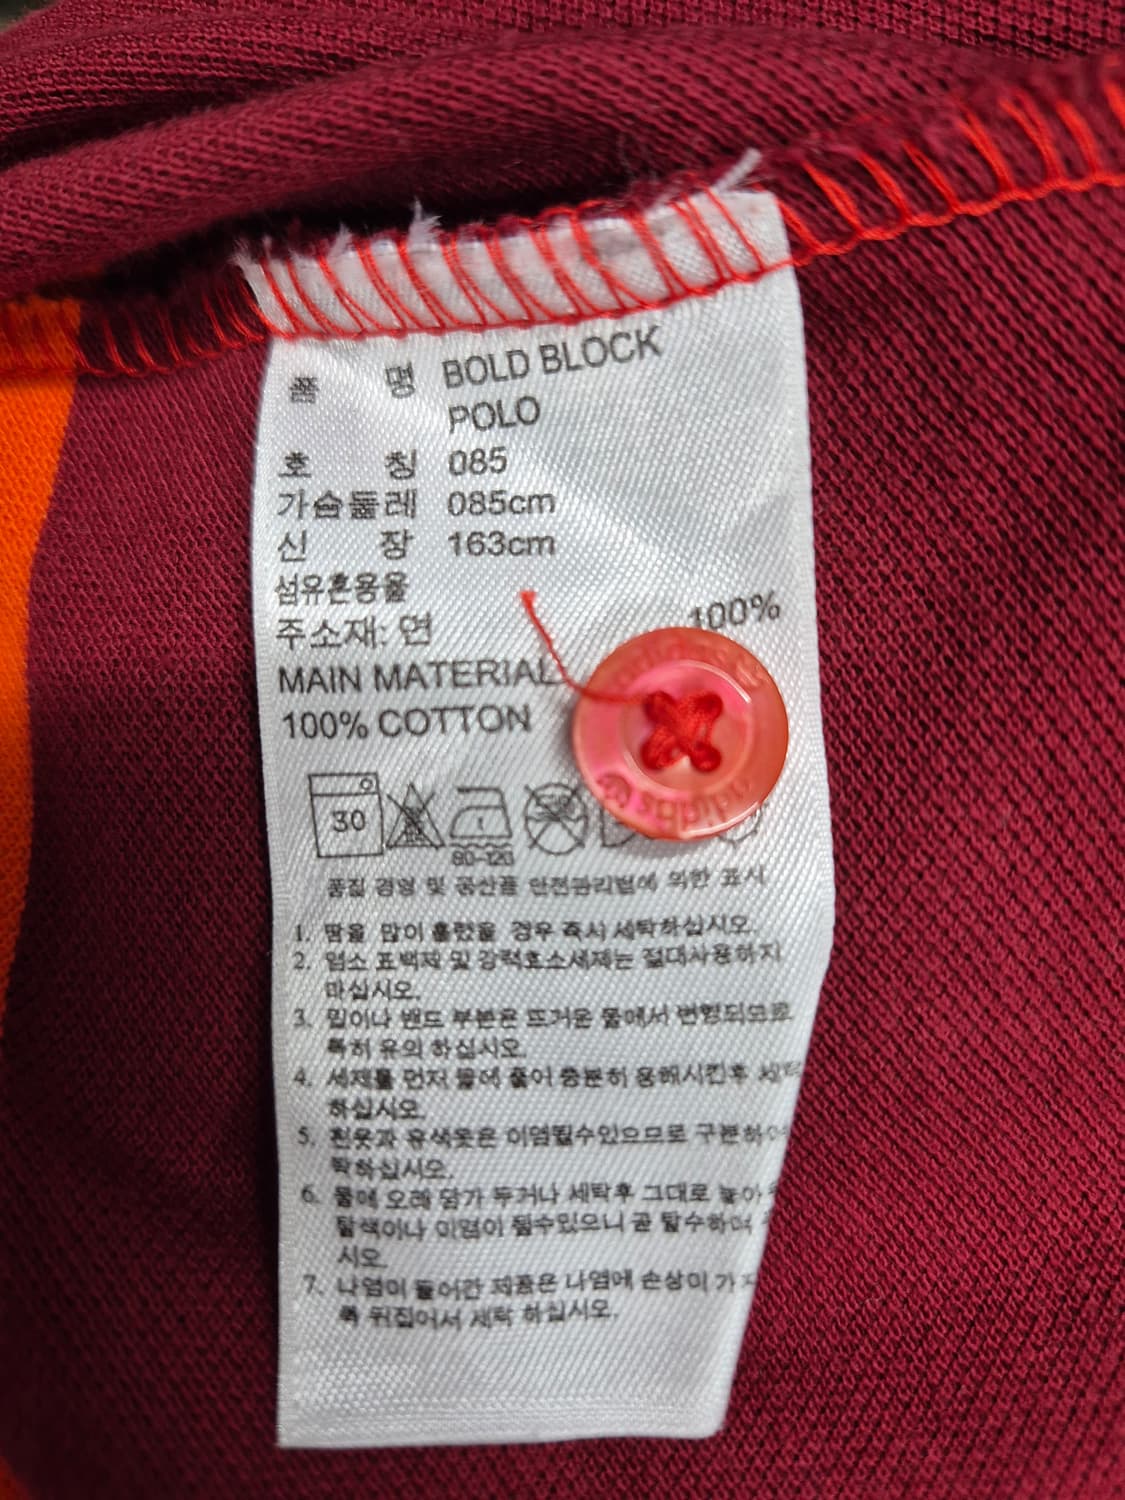 품 명 BOLD BLOCK
POLO
호 칭 085
가슴둘레 085cm
신 장 163cm
섬유혼용율
주소재: 면 100%
MAIN MATERIAL
100% COTTON
30
80-120
품질 경영 및 공산품 안전관리법에 의한 표시
1. 땀을 많이 흘렸을 경우 즉시 세탁하십시오.
2. 염소 표백제 및 강력효소세제는 절대사용하지
마십시오.
3. 립이나 밴드 부분은 뜨거운 물에서 변형되므로
특히 유의 하십시오.
4. 세제를 먼저 물에 풀어 충분히 용해시킨후 세탁
하십시오.
5. 흰옷과 유색옷은 이염될수있으므로 구분하여
탁하십시오.
6. 물에 오래 담가 두거나 세탁후 그대로 놓아
탈색이나 이염이 될수있으니 곧 탈수하여
시오.
7. 나염이 들어간 제품은 나염에 손상이 가지
록 뒤집어서 세탁 하십시오.
adidas